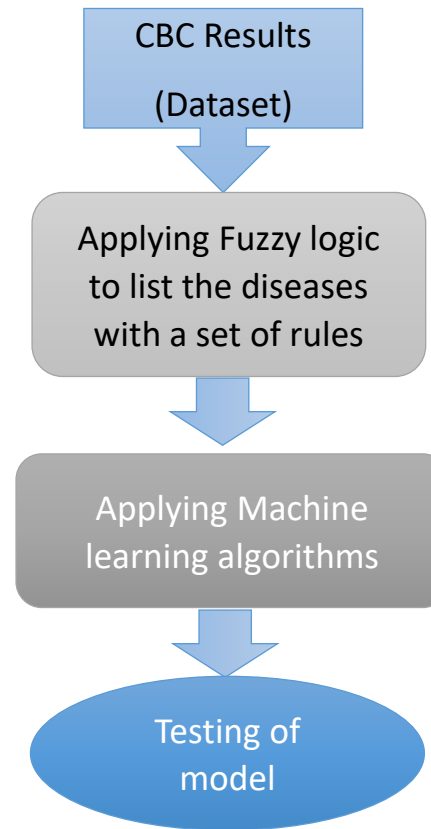 CBC Results
(Dataset)
Applying Fuzzy logic
to list the diseases
with a set of rules
Applying Machine
learning algorithms
Testing of
model